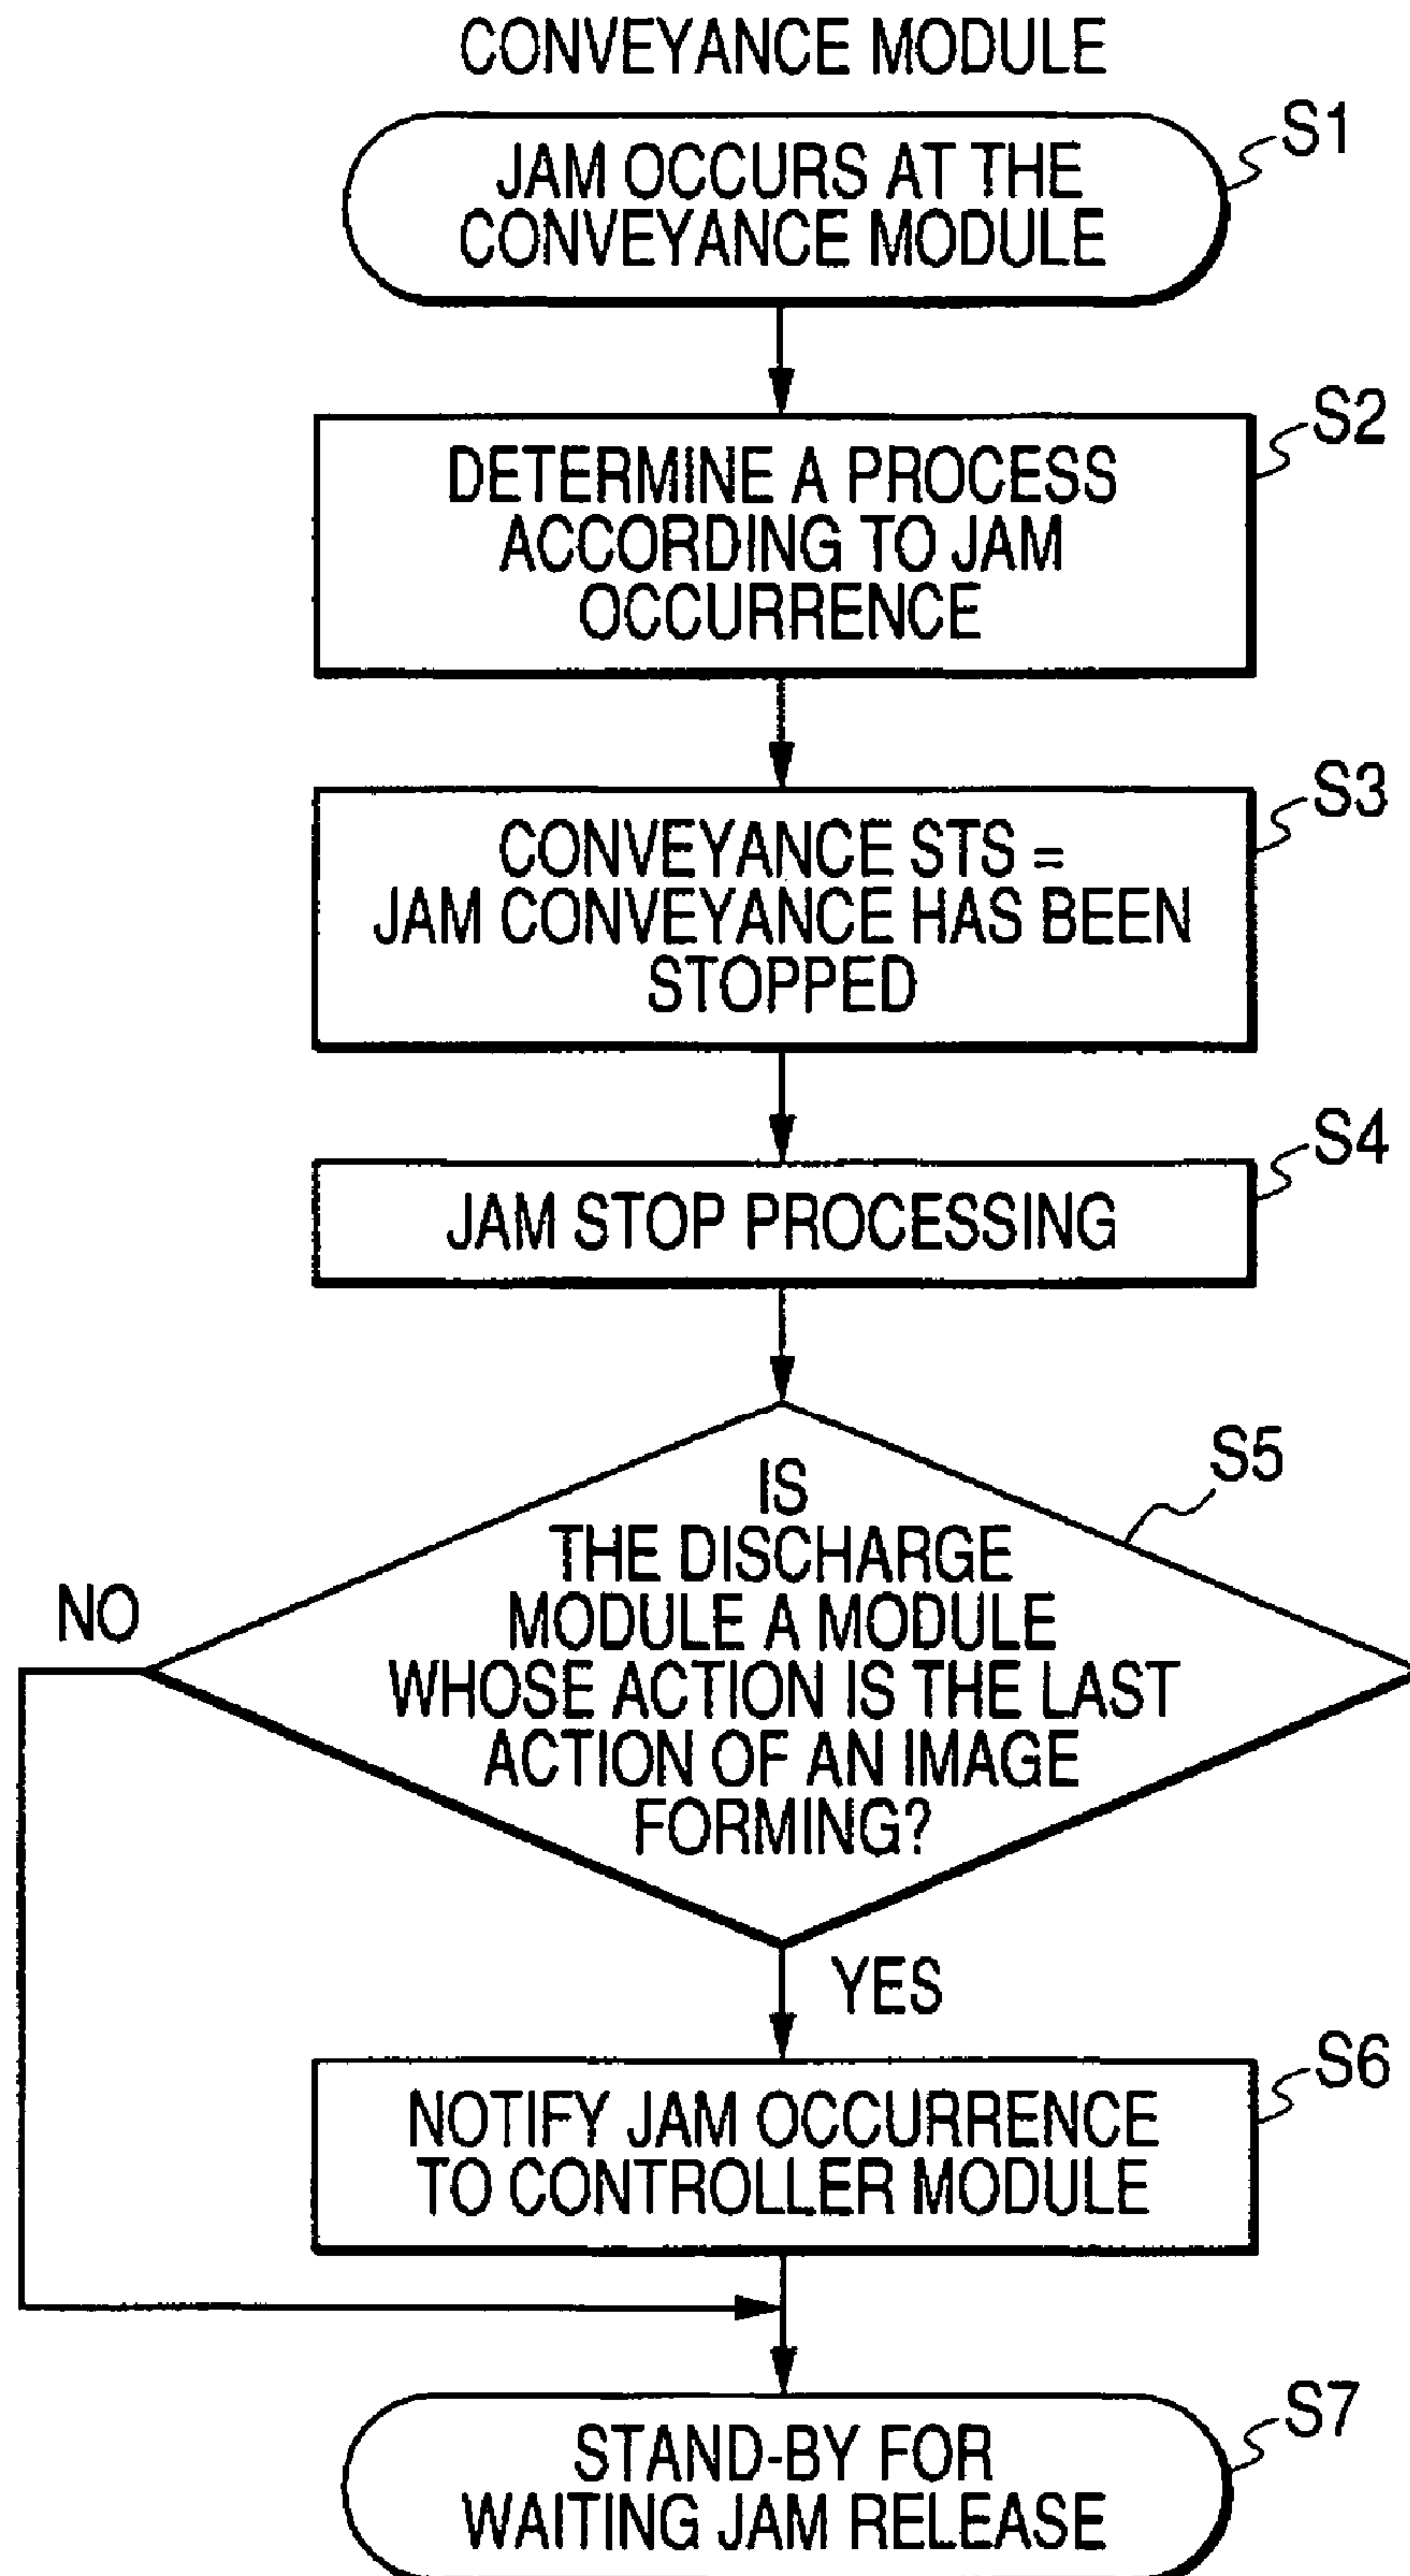 CONVEYANCE MODULE
S1
JAM OCCURS AT THE
CONVEYANCE MODULE
S2
DETERMINE A PROCESS
ACCORDING TO JAM
OCCURRENCE
S3
CONVEYANCE STS =
JAM CONVEYANCE HAS BEEN
STOPPED
S4
JAM STOP PROCESSING
S5
IS
THE DISCHARGE
MODULE A MODULE
WHOSE ACTION IS THE LAST
ACTION OF AN IMAGE
FORMING?
NO
YES
S6
NOTIFY JAM OCCURRENCE
TO CONTROLLER MODULE
S7
STAND-BY FOR
WAITING JAM RELEASE